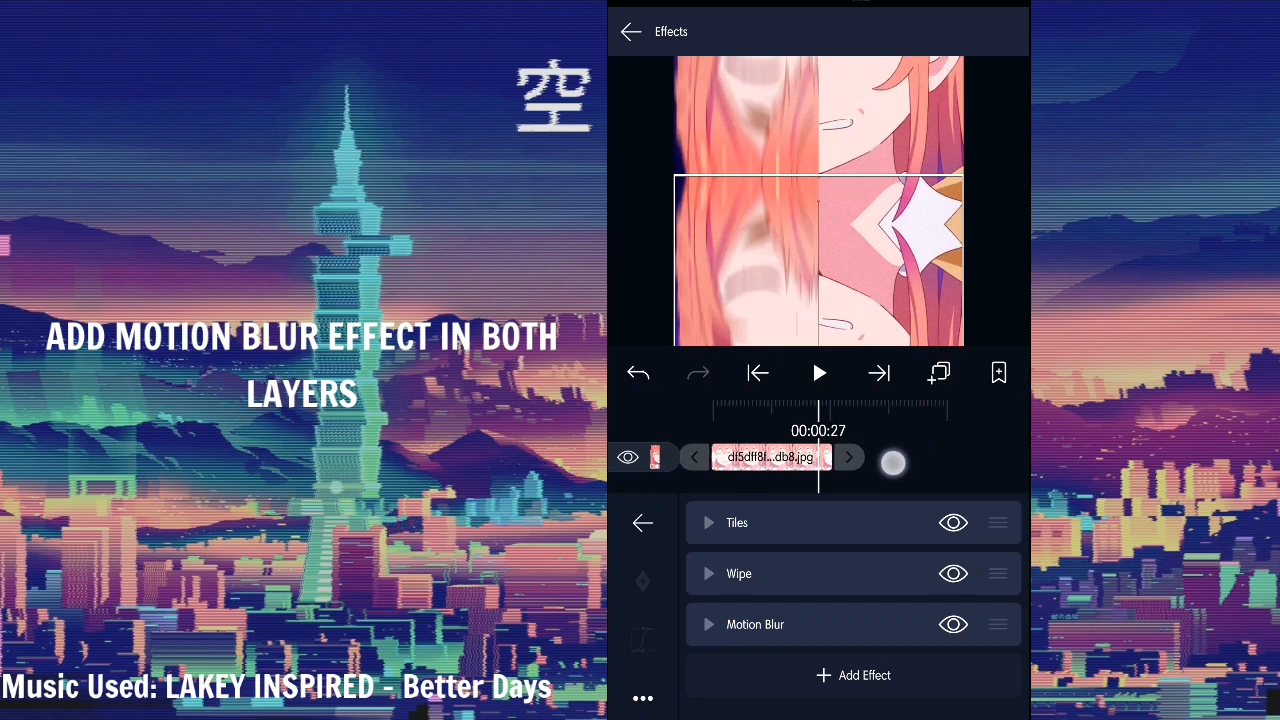 空
ADD MOTION BLUR EFFECT IN BOTH
LAYERS
Music Used: LAKEY INSPIRED - Better Days
Effects
00:00:27
Tiles
Wipe
Motion Blur
Add Effect